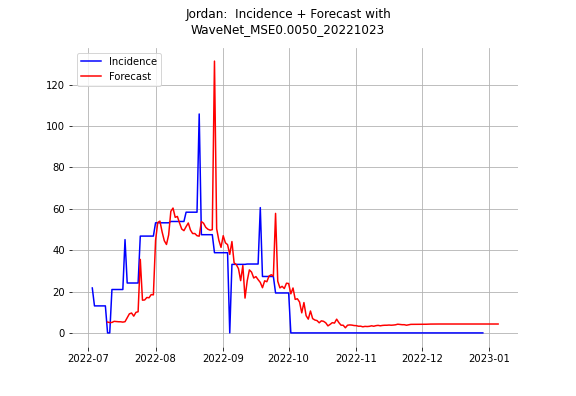 Jordan:  Incidence + Forecast with
WaveNet_MSE0.0050_20221023
Incidence
Forecast
120
100
80
60
40
20
0
2022-07 2022-08 2022-09 2022-10 2022-11 2022-12 2023-01